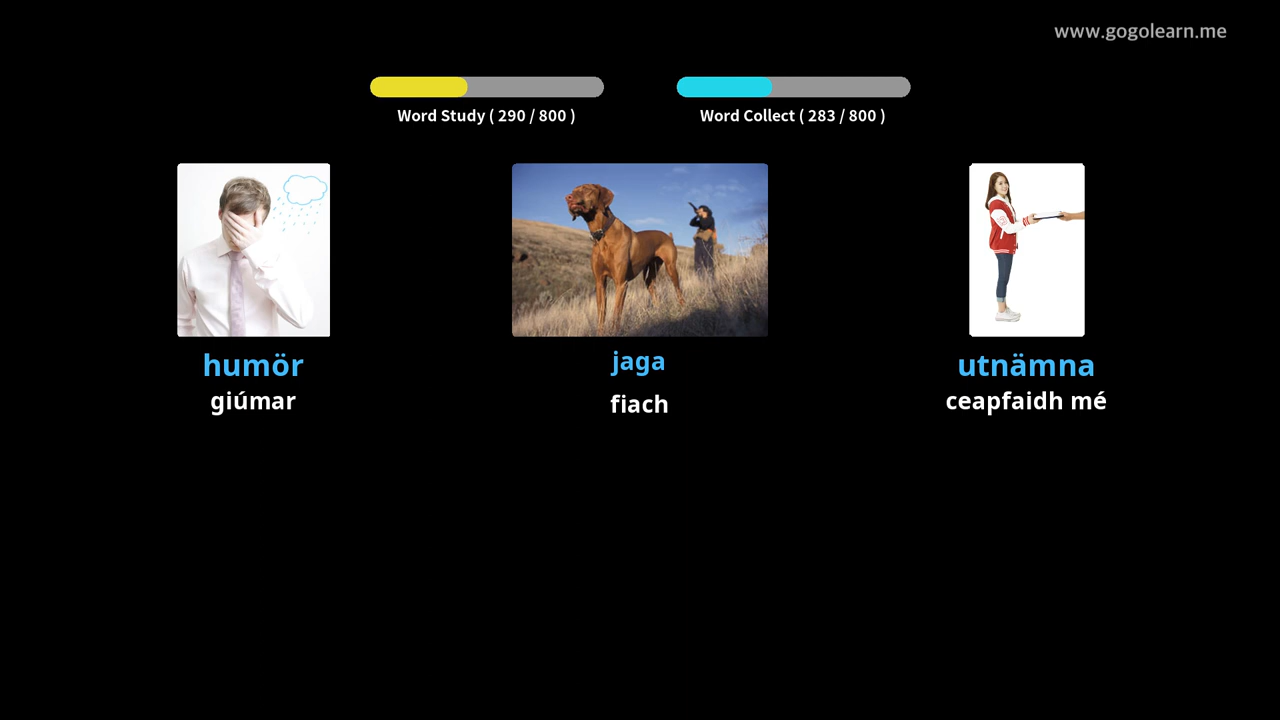 www.gogolearn.me
Word Study ( 290 / 800 )
Word Collect ( 283 / 800 )
humör
giúmar
jaga
fiach
utnämna
ceapfaidh mé